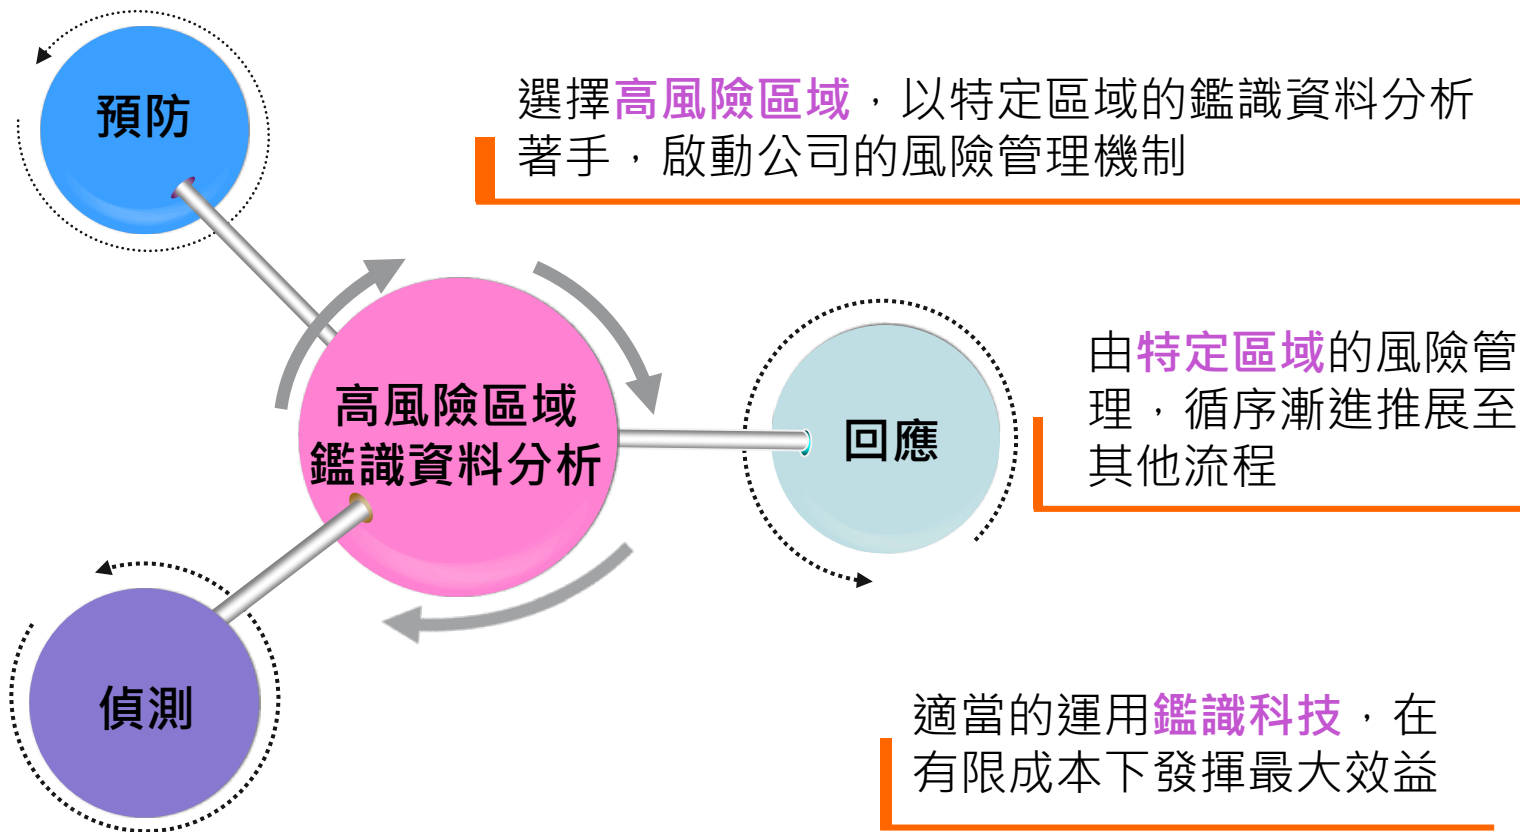 預防
選擇高風險區域，以特定區域的鑑識資料分析
著手，啟動公司的風險管理機制
高風險區域
鑑識資料分析
回應
由特定區域的風險管
理，循序漸進推展至
其他流程
偵測
適當的運用鑑識科技，在
有限成本下發揮最大效益